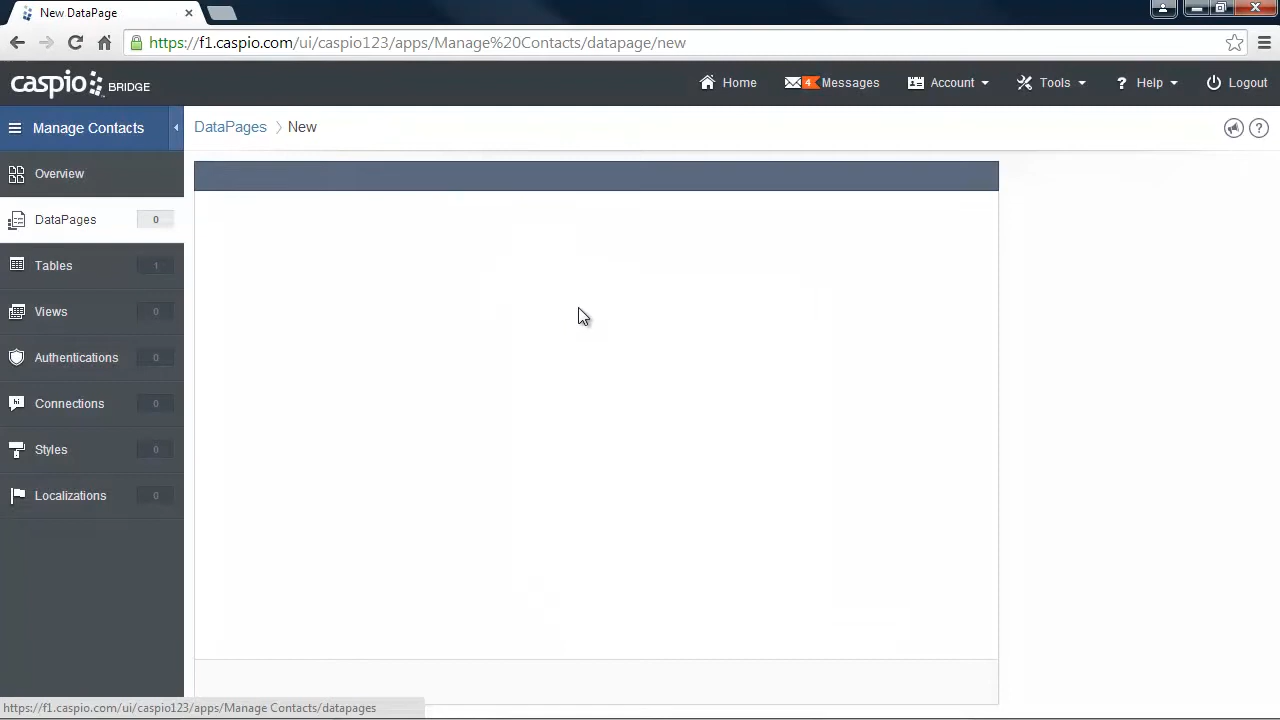 New DataPage
https://f1.caspio.com/ui/caspio123/apps/Manage%20Contacts/datapage/new
caspio BRIDGE
Home
4 Messages
Account
Tools
? Help
Logout
Manage Contacts
DataPages > New
?
Overview
DataPages 0
Tables 1
Views 0
Authentications 0
hi Connections 0
Styles 0
Localizations 0
https://f1.caspio.com/ui/caspio123/apps/Manage Contacts/datapages